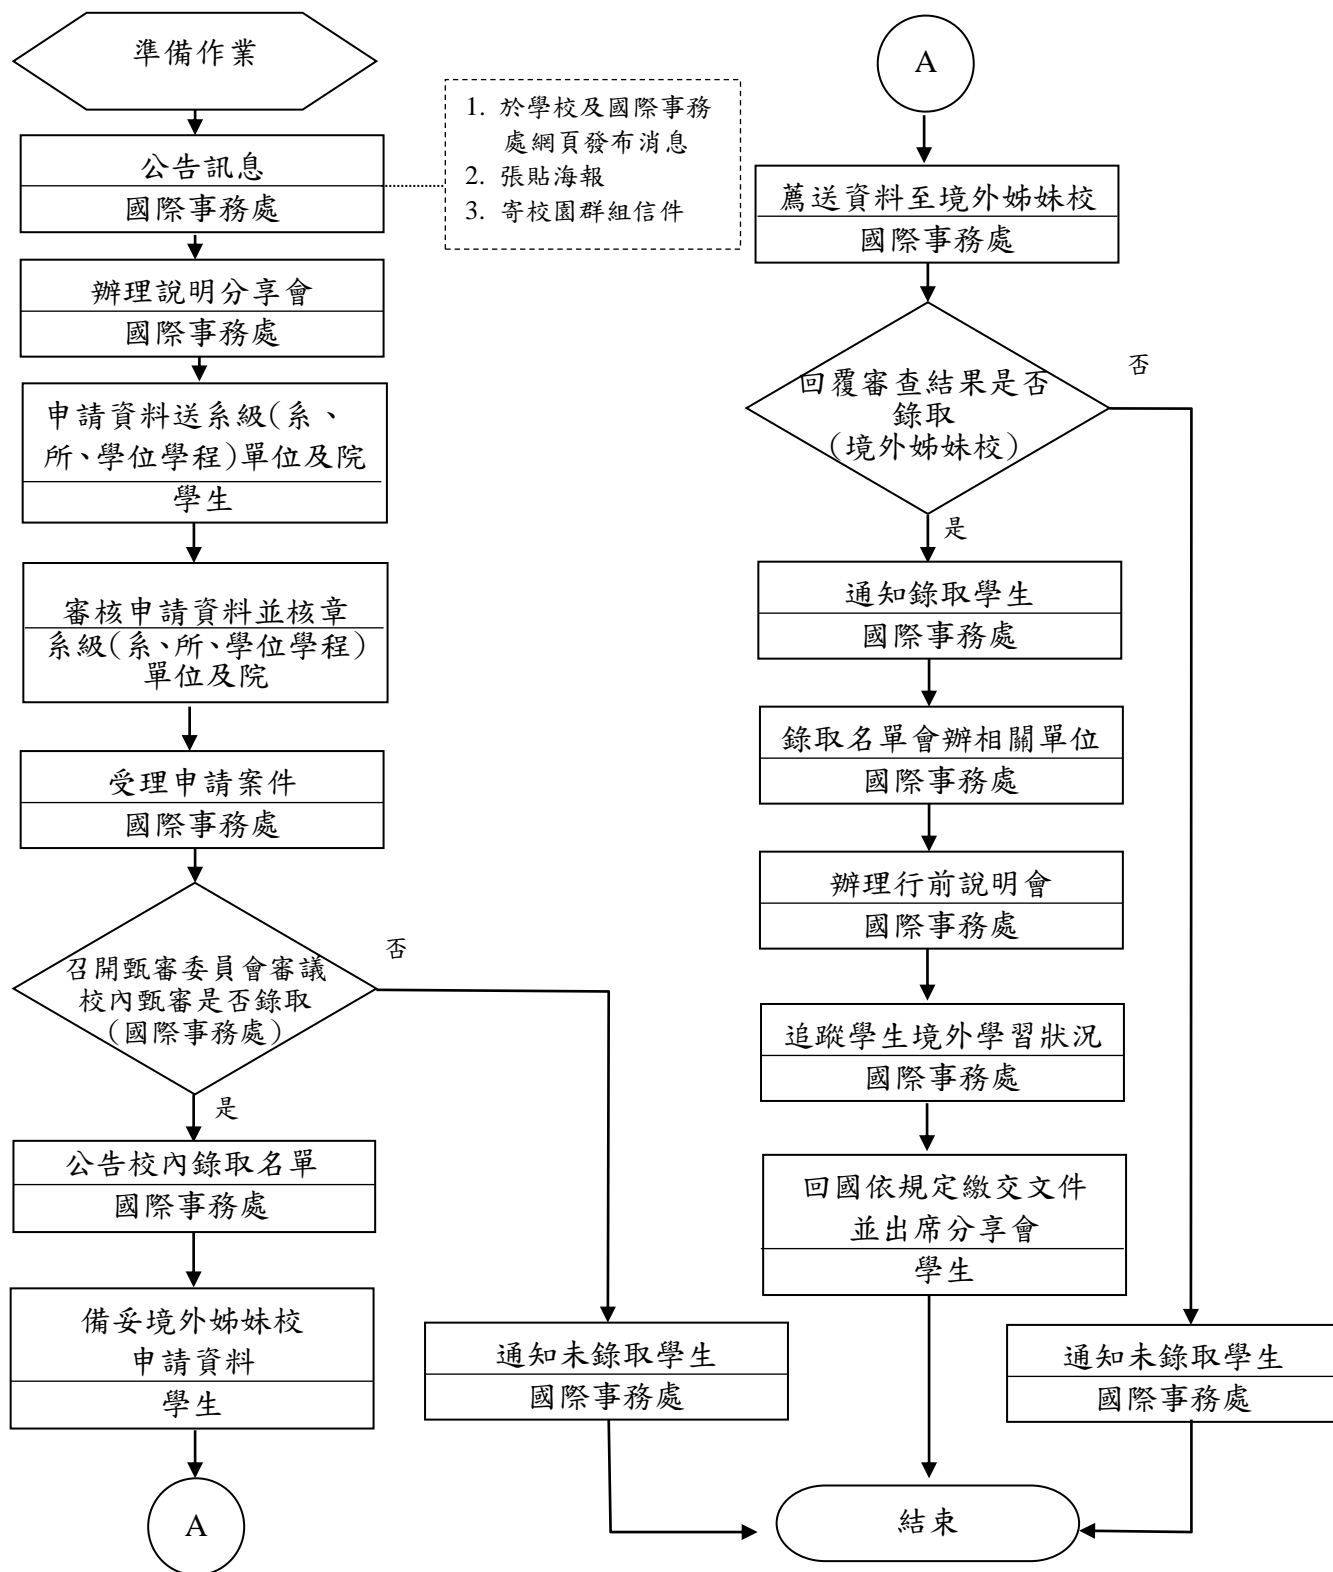 準備作業
公告訊息
國際事務處
1. 於學校及國際事務
處網頁發布消息
2. 張貼海報
3. 寄校園群組信件
辦理說明分享會
國際事務處
申請資料送系級(系、
所、學位學程)單位及院
學生
審核申請資料並核章
系級(系、所、學位學程)
單位及院
受理申請案件
國際事務處
召開甄審委員會審議
校內甄審是否錄取
(國際事務處)
否
是
公告校內錄取名單
國際事務處
備妥境外姊妹校
申請資料
學生
A
通知未錄取學生
國際事務處
A
薦送資料至境外姊妹校
國際事務處
回覆審查結果是否
錄取
(境外姊妹校)
否
是
通知錄取學生
國際事務處
錄取名單會辦相關單位
國際事務處
辦理行前說明會
國際事務處
追蹤學生境外學習狀況
國際事務處
回國依規定繳交文件
並出席分享會
學生
通知未錄取學生
國際事務處
結束